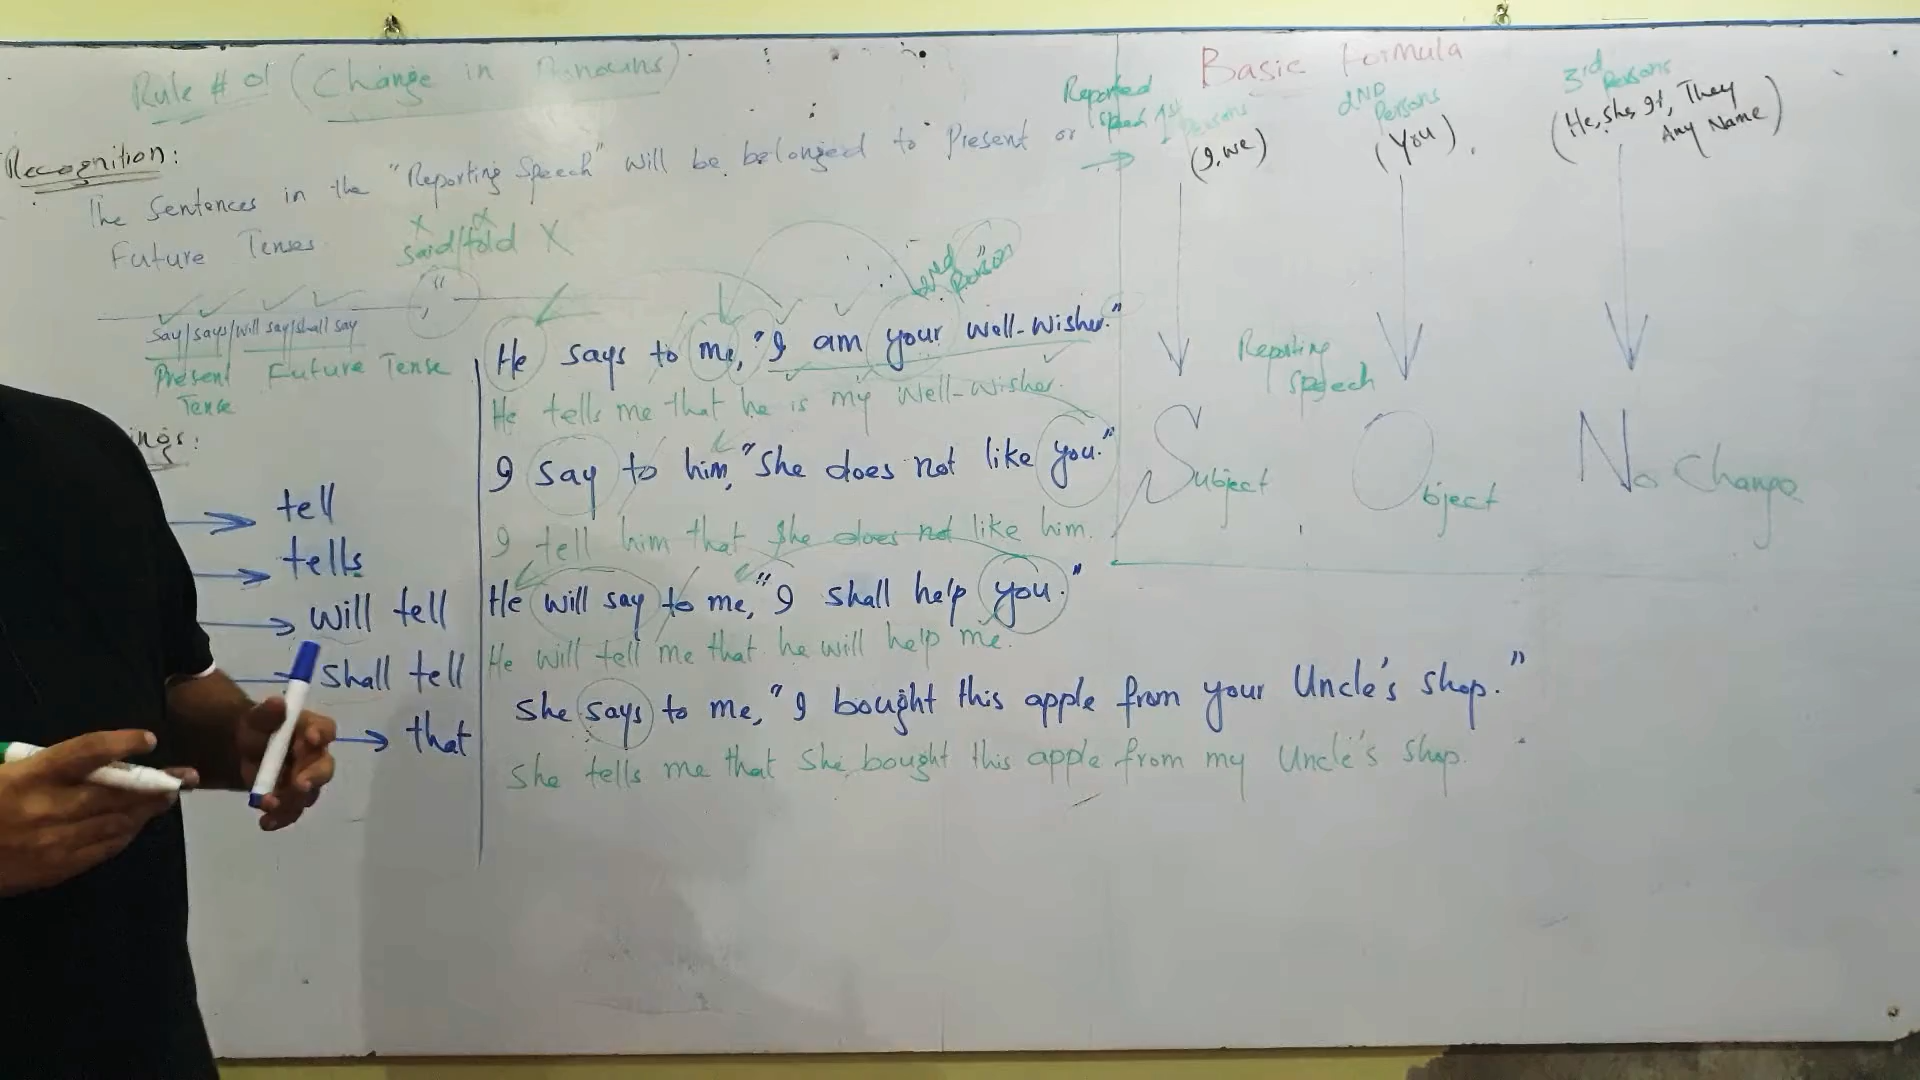 Rule # 01 (Change in Pronouns)
Recognition:
The Sentences in the "Reporting Speech" will be belonged to Present or
Future Tenses
said/told X
say/says/will say/shall say
Present Future Tense
Tense
ings:
tell
tells
will tell
shall tell
that
2nd Person
He says to me, "I am your well-wisher."
He tells me that he is my well-wisher.
I say to him, "She does not like you."
I tell him that she does not like him.
He will say to me, "I shall help you."
He will tell me that he will help me.
She says to me, "I bought this apple from your Uncle's shop."
She tells me that she bought this apple from my Uncle's shop.
Basic Formula
Reported Speech
1st Persons
(I, we)
2ND Persons
(You)
3rd Persons
(He, She, It, They
Any Name)
Reporting Speech
Subject
Object
No Change